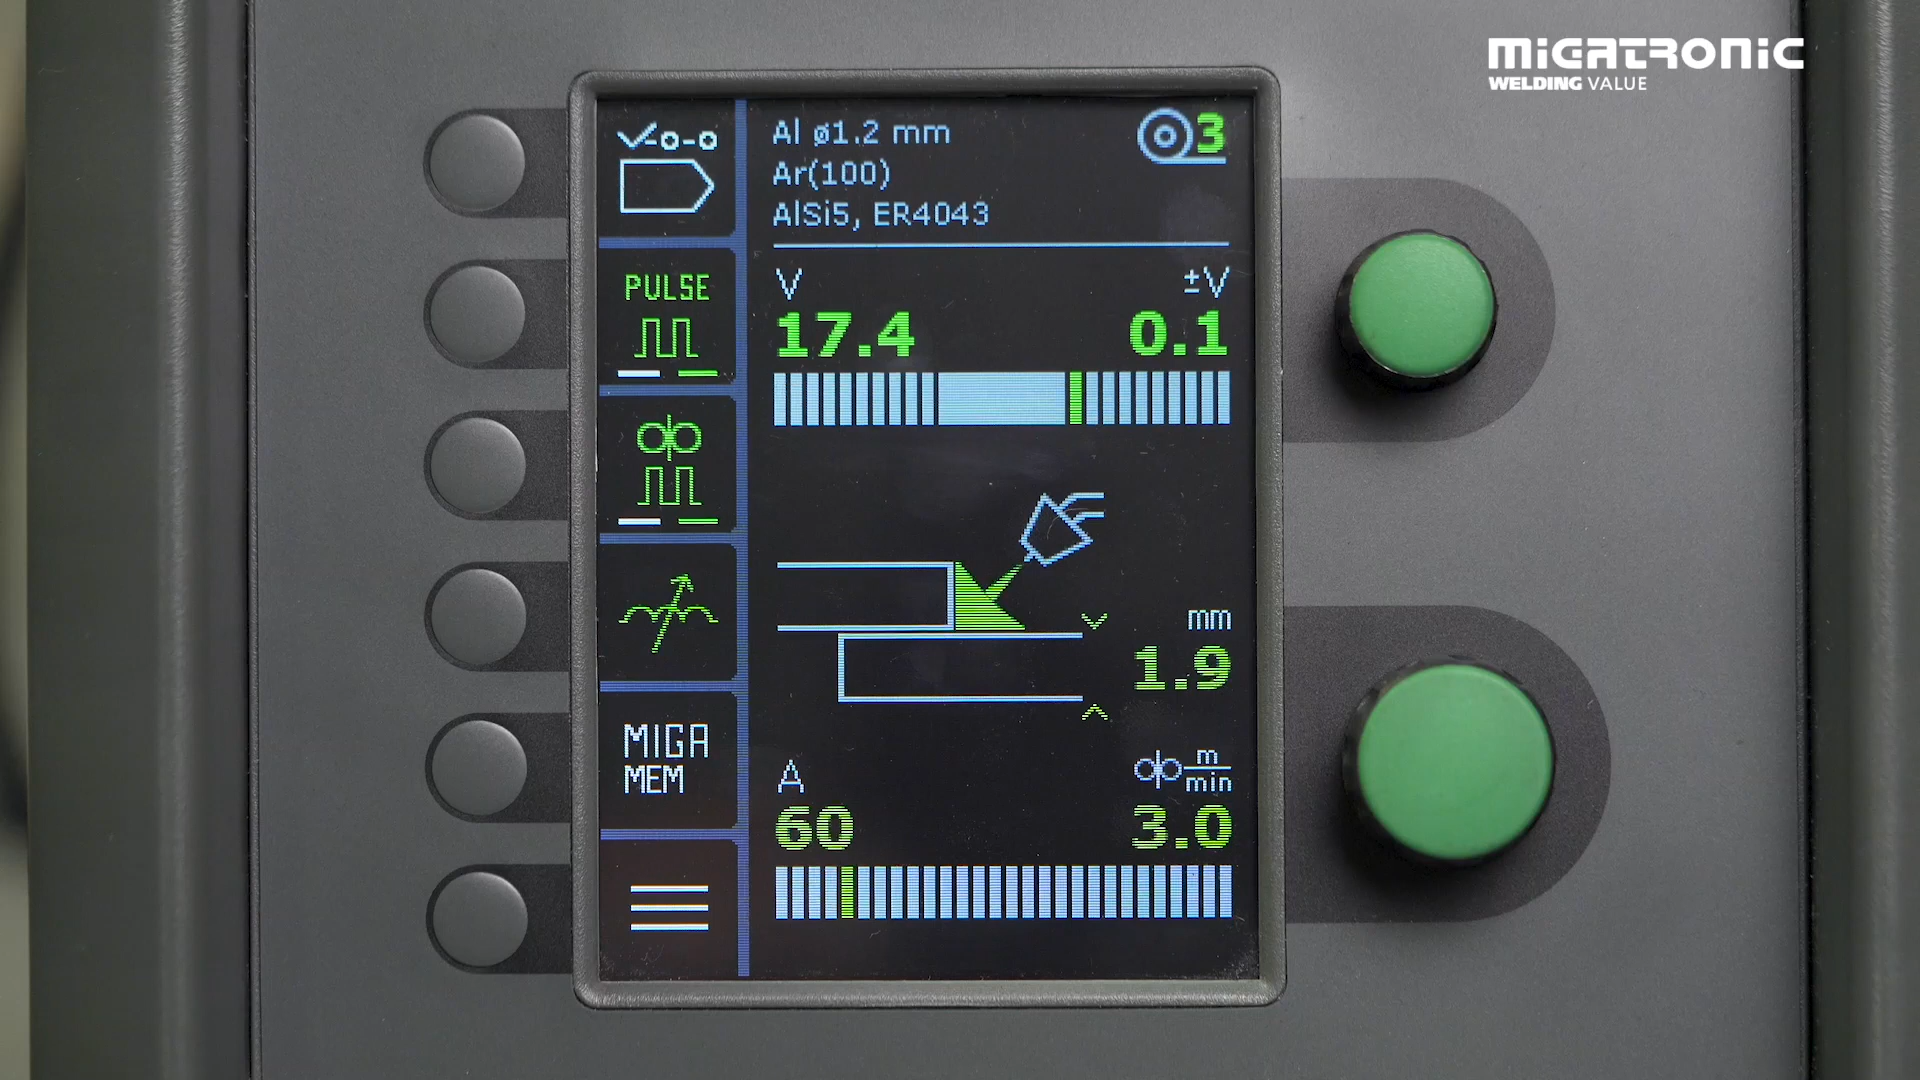 MIGATRONIC
WELDING VALUE
Al ø1.2 mm
3
Ar(100)
AlSi5, ER4043
PULSE
V
±V
17.4
0.1
mm
1.9
MIGA
MEM
A
m
min
60
3.0